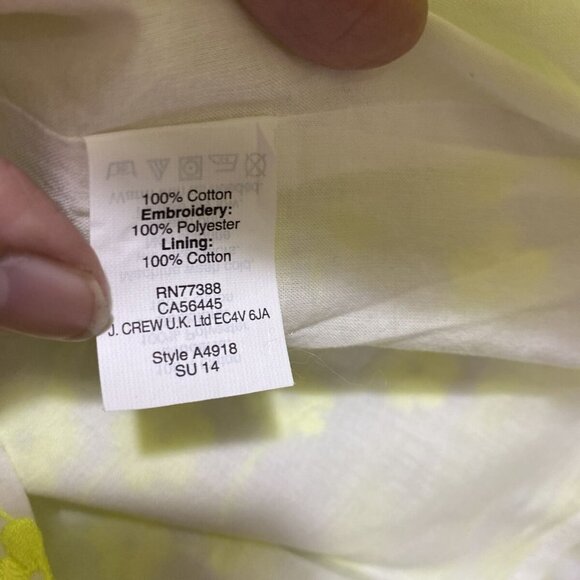 100% Cotton
Embroidery:
100% Polyester
Lining:
100% Cotton
RN77388
CA56445
J. CREW U.K. Ltd EC4V 6JA
Style A4918
SU 14